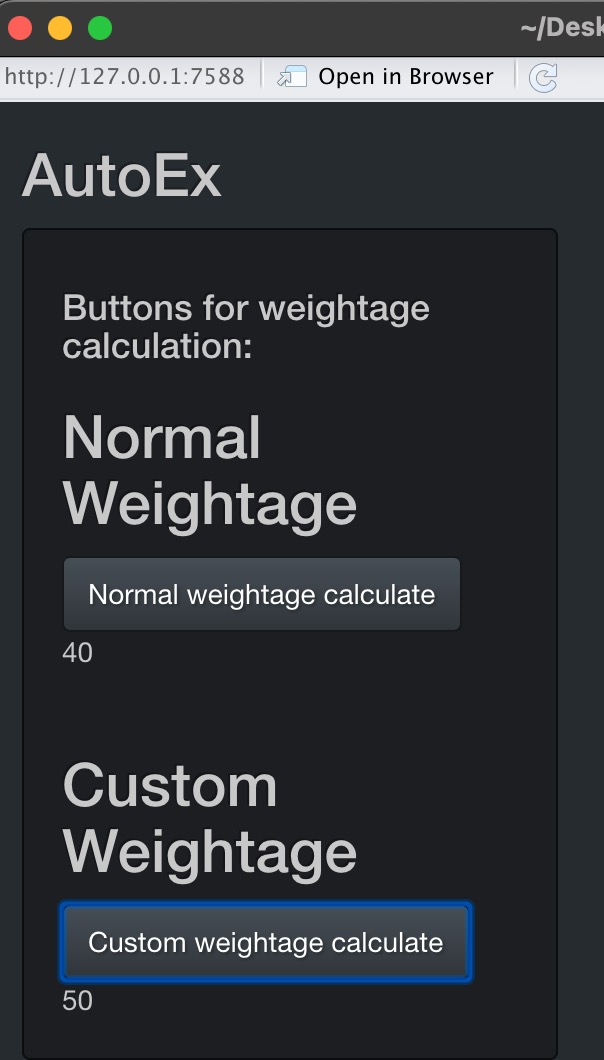 ~/Desk
http://127.0.0.1:7588
Open in Browser
AutoEx
Buttons for weightage
calculation:
Normal
Weightage
Normal weightage calculate
40
Custom
Weightage
Custom weightage calculate
50